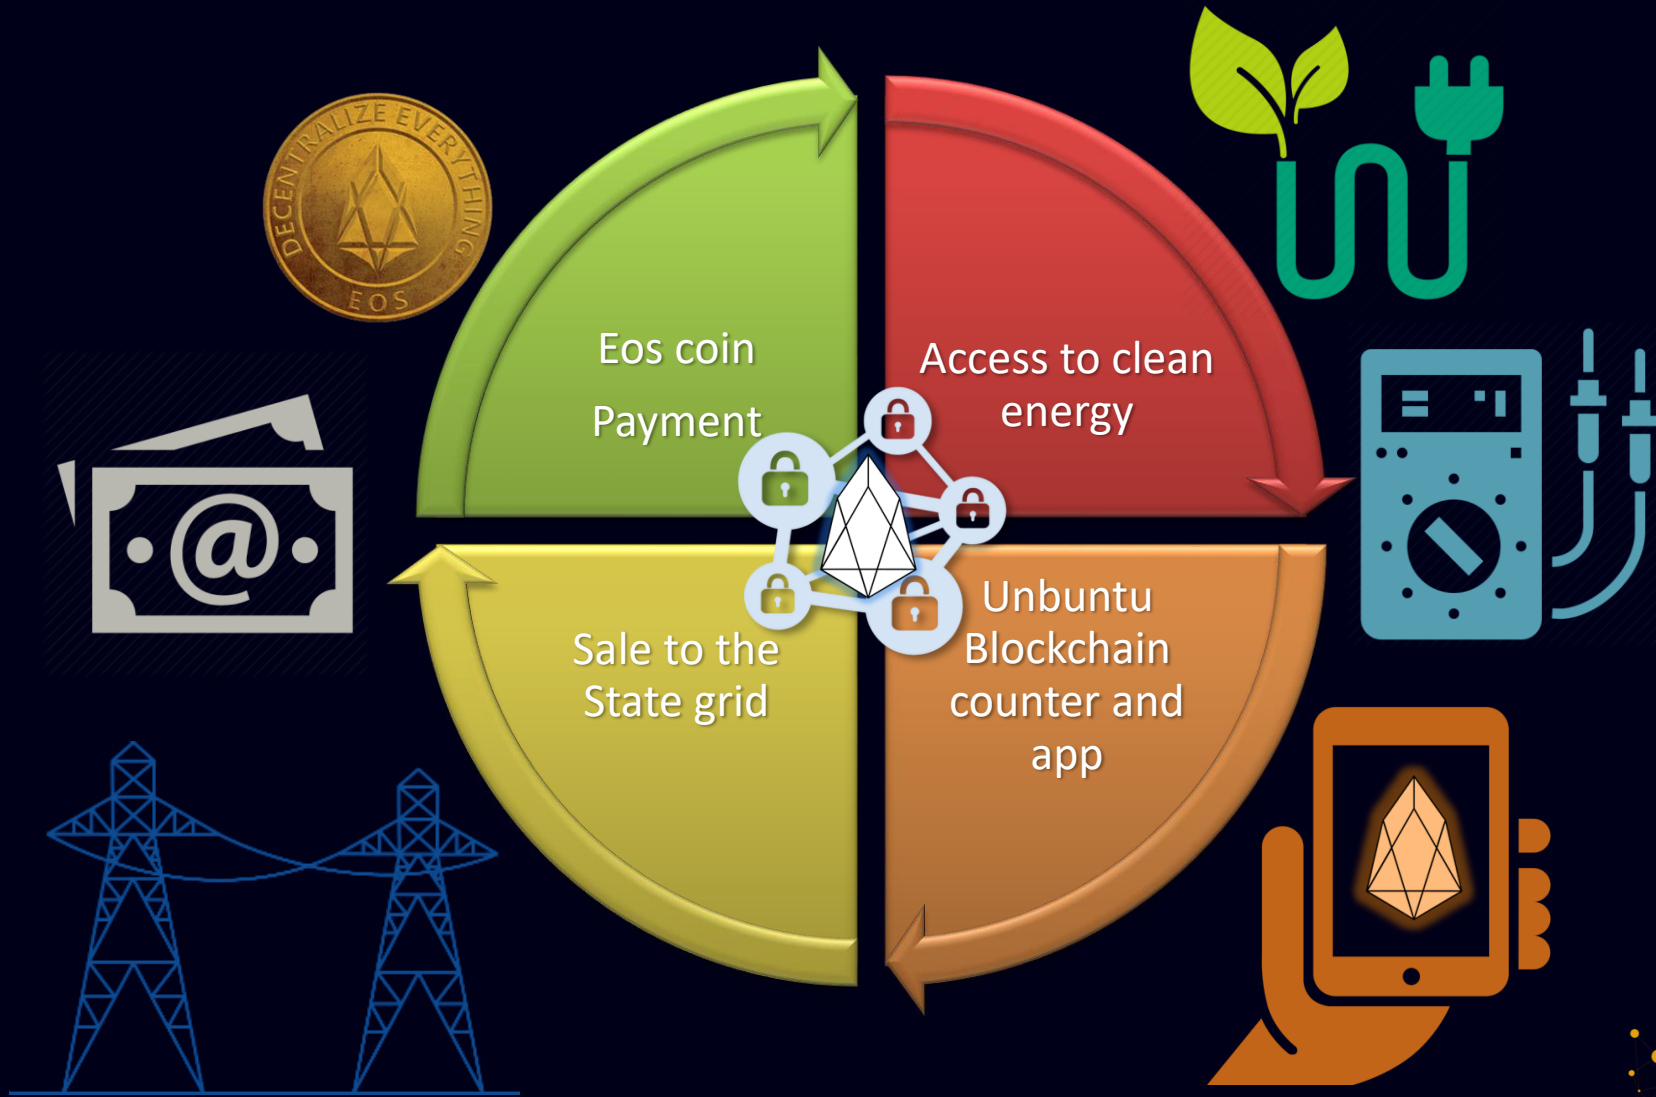 DECENTRALIZE EVERYTHING
EOS
Eos coin
Payment
Access to clean
energy
@
Unbuntu
Blockchain
counter and
app
Sale to the
State grid